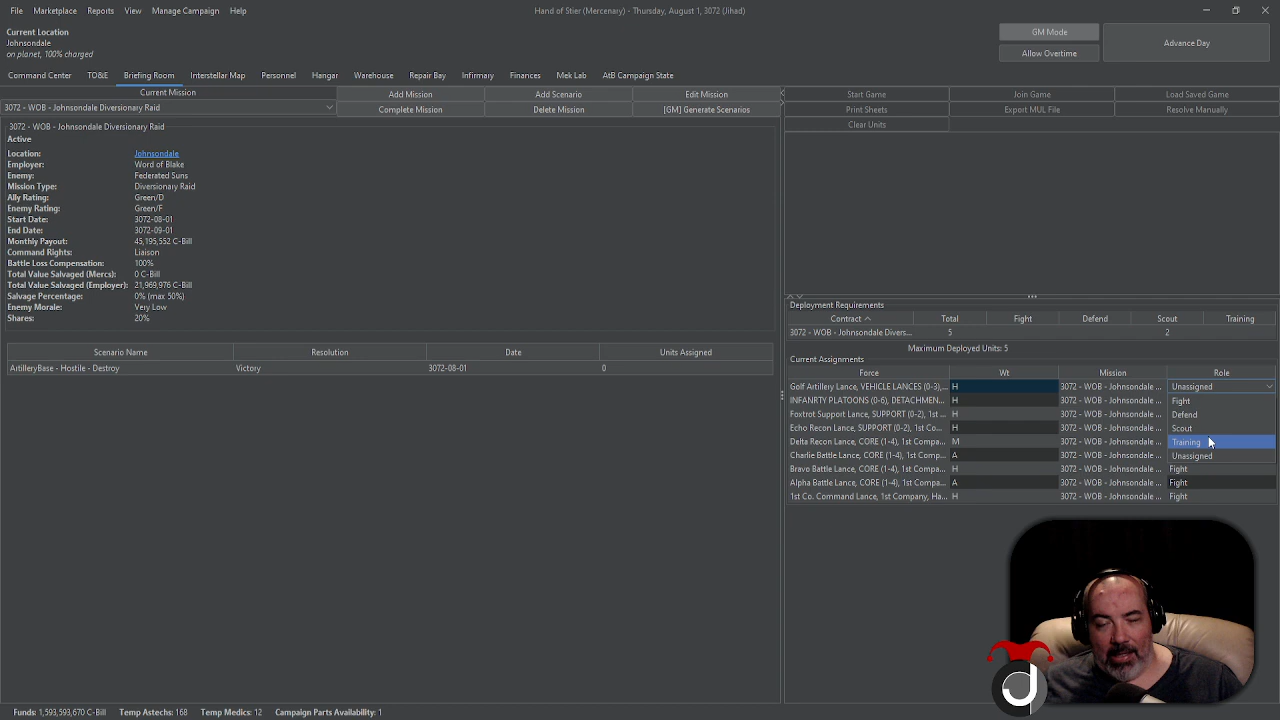 File Marketplace Reports View Manage Campaign Help Hand of Stier (Mercenary) - Thursday, August 1, 3072 (Jihad)
Current Location
Johnsondale
on planet, 100% charged
GM Mode
Allow Overtime
Advance Day
Command Center TO&E Briefing Room Interstellar Map Personnel Hangar Warehouse Repair Bay Infirmary Finances Mek Lab AtB Campaign State
Current Mission Add Mission Add Scenario Edit Mission
3072 - WOB - Johnsondale Diversionary Raid Complete Mission Delete Mission [GM] Generate Scenarios
Start Game Join Game Load Saved Game
Print Sheets Export MUL File Resolve Manually
Clear Units
3072 - WOB - Johnsondale Diversionary Raid
Active
Location: Johnsondale
Employer: Word of Blake
Enemy: Federated Suns
Mission Type: Diversionary Raid
Ally Rating: Green/D
Enemy Rating: Green/F
Start Date: 3072-08-01
End Date: 3072-09-01
Monthly Payout: 45,195,552 C-Bill
Command Rights: Liaison
Battle Loss Compensation: 100%
Total Value Salvaged (Mercs): 0 C-Bill
Total Value Salvaged (Employer): 21,969,976 C-Bill
Salvage Percentage: 0% (max 50%)
Enemy Morale: Very Low
Shares: 20%
Scenario Name Resolution Date Units Assigned
ArtilleryBase - Hostile - Destroy Victory 3072-08-01 0
Deployment Requirements
Contract Total Fight Defend Scout Training
3072 - WOB - Johnsondale Divers... 5 2
Maximum Deployed Units: 5
Current Assignments
Force Wt Mission Role
Golf Artillery Lance, VEHICLE LANCES (0-3),... H 3072 - WOB - Johnsondale ... Unassigned
INFANRTY PLATOONS (0-6), DETACHMEN... H 3072 - WOB - Johnsondale ... Fight
Foxtrot Support Lance, SUPPORT (0-2), 1st ... H 3072 - WOB - Johnsondale ... Defend
Echo Recon Lance, SUPPORT (0-2), 1st Co... H 3072 - WOB - Johnsondale ... Scout
Delta Recon Lance, CORE (1-4), 1st Compa... M 3072 - WOB - Johnsondale ... Training
Charlie Battle Lance, CORE (1-4), 1st Comp... A 3072 - WOB - Johnsondale ... Unassigned
Bravo Battle Lance, CORE (1-4), 1st Compa... H 3072 - WOB - Johnsondale ... Fight
Alpha Battle Lance, CORE (1-4), 1st Compa... A 3072 - WOB - Johnsondale ... Fight
1st Co. Command Lance, 1st Company, Ha... H 3072 - WOB - Johnsondale ... Fight
Funds: 1,593,593,670 C-Bill Temp Astechs: 168 Temp Medics: 12 Campaign Parts Availability: 1